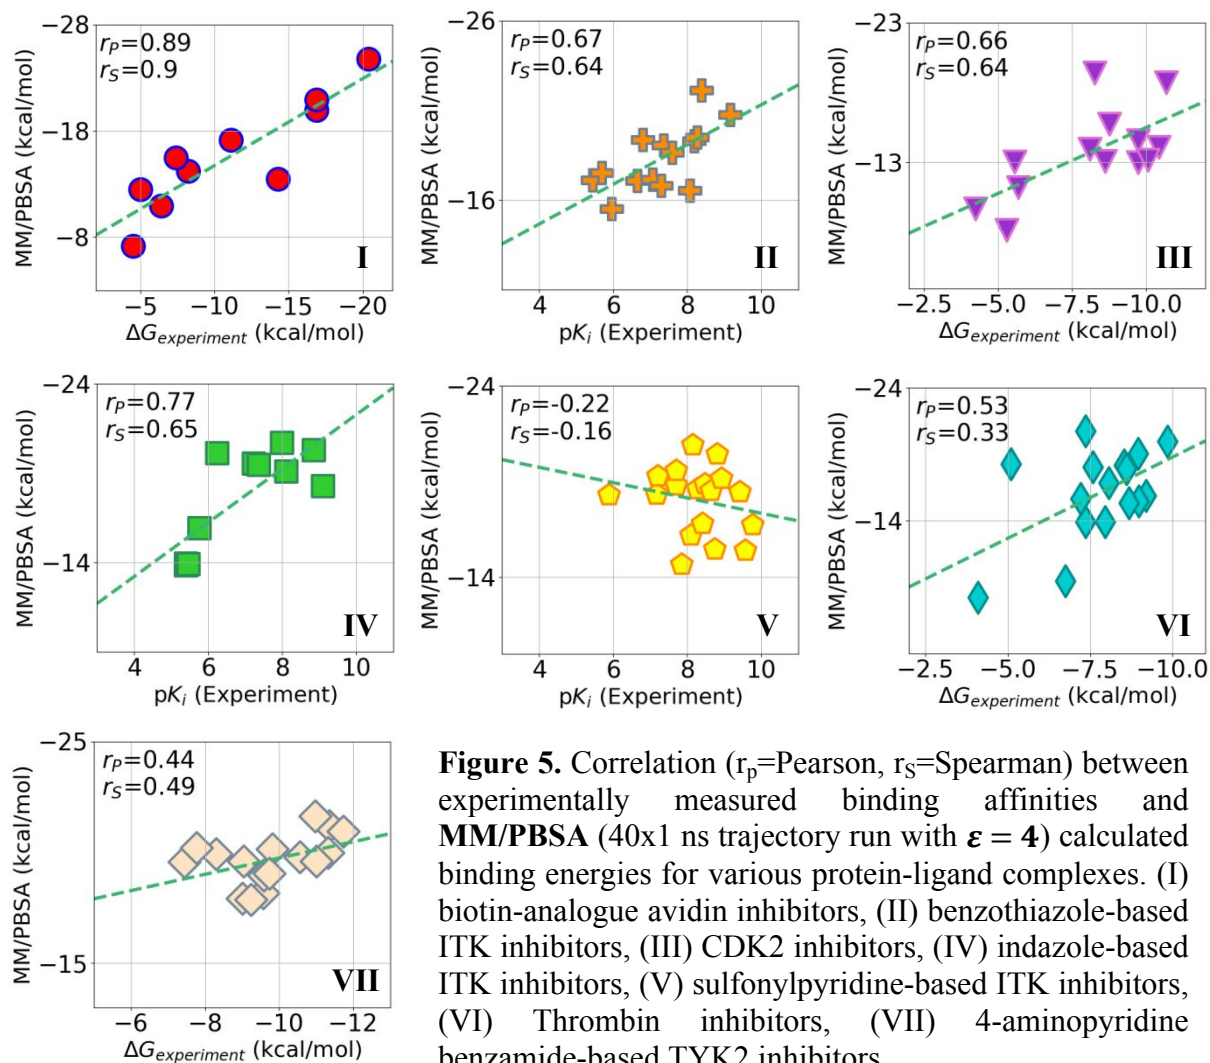 −28
−18
−8
MM/PBSA (kcal/mol)
rP=0.89
rS=0.9
I
−5 −10 −15 −20
ΔGexperiment (kcal/mol)
−26
−16
MM/PBSA (kcal/mol)
rP=0.67
rS=0.64
II
4 6 8 10
pKi (Experiment)
−23
−13
MM/PBSA (kcal/mol)
rP=0.66
rS=0.64
III
−2.5 −5.0 −7.5 −10.0
ΔGexperiment (kcal/mol)
−24
−14
MM/PBSA (kcal/mol)
rP=0.77
rS=0.65
IV
4 6 8 10
pKi (Experiment)
−24
−14
MM/PBSA (kcal/mol)
rP=-0.22
rS=-0.16
V
4 6 8 10
pKi (Experiment)
−24
−14
MM/PBSA (kcal/mol)
rP=0.53
rS=0.33
VI
−2.5 −5.0 −7.5 −10.0
ΔGexperiment (kcal/mol)
−25
−15
MM/PBSA (kcal/mol)
rP=0.44
rS=0.49
VII
−6 −8 −10 −12
ΔGexperiment (kcal/mol)
Figure 5. Correlation (rp=Pearson, rS=Spearman) between
experimentally measured binding affinities and
MM/PBSA (40x1 ns trajectory run with ε = 4) calculated
binding energies for various protein-ligand complexes. (I)
biotin-analogue avidin inhibitors, (II) benzothiazole-based
ITK inhibitors, (III) CDK2 inhibitors, (IV) indazole-based
ITK inhibitors, (V) sulfonylpyridine-based ITK inhibitors,
(VI) Thrombin inhibitors, (VII) 4-aminopyridine
benzamide-based TYK2 inhibitors